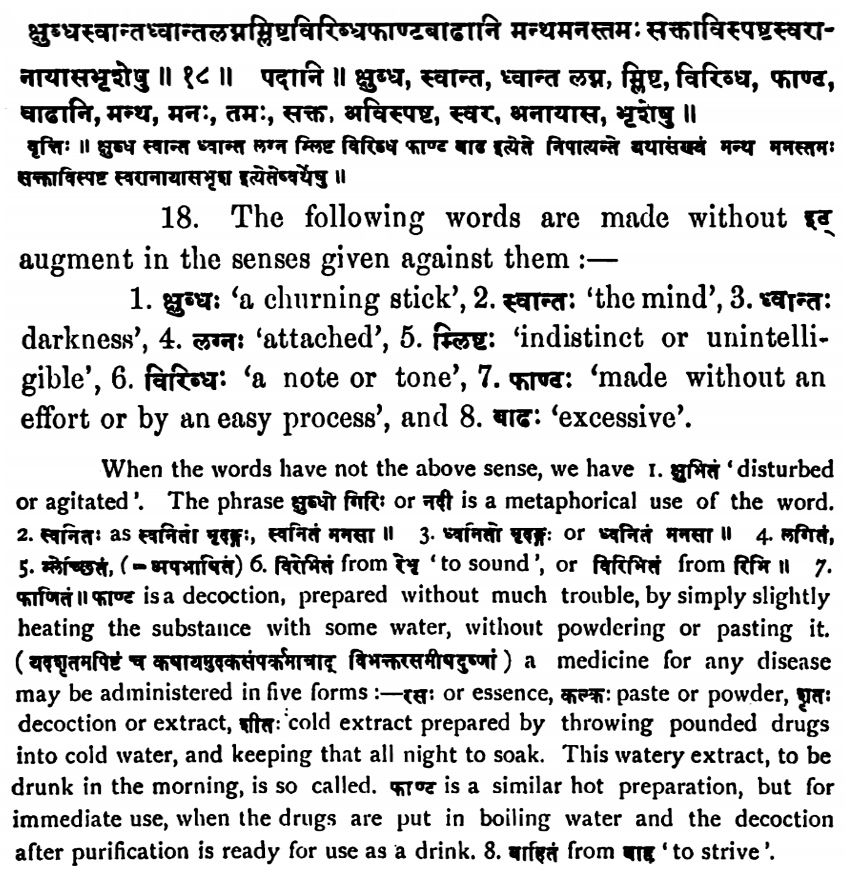 क्षुब्धस्वान्तध्वान्तलग्नम्लिष्टविरिब्धफाण्टबाढानि मन्थमनस्तमः सक्ताविस्पष्टस्वरा-
नायासभृशेषु ॥ १८ ॥ पदानि ॥ क्षुब्ध, स्वान्त, ध्वान्त लग्न, म्लिष्ट, विरिब्ध, फाण्ट,
बाढानि, मन्थ, मनः, तमः, सक्त, अविस्पष्ट, स्वर, अनायास, भृशेषु ॥
वृत्तिः ॥ क्षुब्ध स्वान्त ध्वान्त लग्न म्लिष्ट विरिब्ध फाण्ट बाढ इत्येते निपात्यन्ते यथासंख्यं मन्थ मनस्तमः
सक्ताविस्पष्ट स्वरानायासभृश इत्येतेष्वर्थेषु ॥
18. The following words are made without इट्
augment in the senses given against them :—
1. क्षुब्धः ‘a churning stick’, 2. स्वान्तः ‘the mind’, 3. ध्वान्तः
darkness’, 4. लग्नः ‘attached’, 5. म्लिष्टः ‘indistinct or unintelli-
gible’, 6. विरिब्धः ‘a note or tone’, 7. फाण्टः ‘made without an
effort or by an easy process’, and 8. बाढः ‘excessive’.
When the words have not the above sense, we have 1. क्षुभितं ‘disturbed
or agitated’. The phrase क्षुब्धो गिरिः or नदी is a metaphorical use of the word.
2. स्वनितः as स्वनितो मृदङ्गः, स्वनितं मनसा ॥ 3. ध्वनितो मृदङ्गः or ध्वनितं मनसा ॥ 4. लगितं,
5. म्लेच्छितं, (= अपभाषितं) 6. विरेभितं from रेभृ ‘to sound’, or विरिभितं from रिभि ॥ 7.
फाणितं ॥ फाण्ट is a decoction, prepared without much trouble, by simply slightly
heating the substance with some water, without powdering or pasting it.
(यदशृतमपिष्टं च कषायमुदकसंपर्कमात्राद् विभक्तरसमीषदुष्णं) a medicine for any disease
may be administered in five forms :—रसः or essence, कल्कः paste or powder, शृतः
decoction or extract, शीतः cold extract prepared by throwing pounded drugs
into cold water, and keeping that all night to soak. This watery extract, to be
drunk in the morning, is so called. फाण्ट is a similar hot preparation, but for
immediate use, when the drugs are put in boiling water and the decoction
after purification is ready for use as a drink. 8. बाहितं from बाह ‘to strive’.